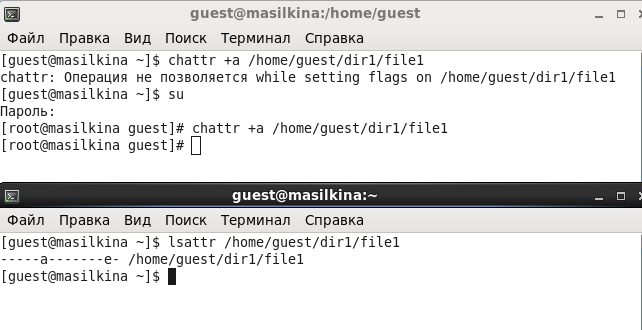 guest@masilkina:/home/guest
Файл Правка Вид Поиск Терминал Справка
[guest@masilkina ~]$ chattr +a /home/guest/dir1/file1
chattr: Операция не позволяется while setting flags on /home/guest/dir1/file1
[guest@masilkina ~]$ su
Пароль:
[root@masilkina guest]# chattr +a /home/guest/dir1/file1
[root@masilkina guest]#
guest@masilkina:~
Файл Правка Вид Поиск Терминал Справка
[guest@masilkina ~]$ lsattr /home/guest/dir1/file1
-----a-------e- /home/guest/dir1/file1
[guest@masilkina ~]$